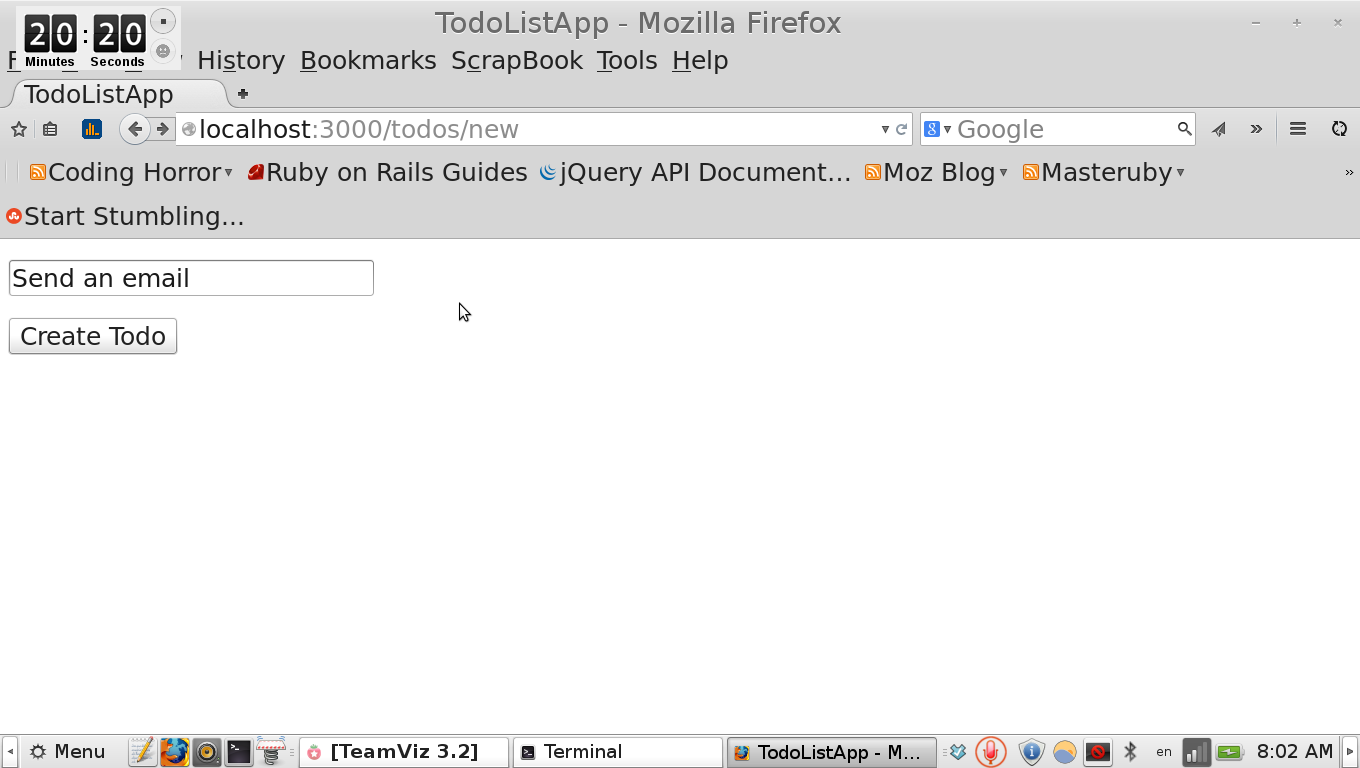 20:20
Minutes Seconds
TodoListApp - Mozilla Firefox
History Bookmarks ScrapBook Tools Help
TodoListApp
localhost:3000/todos/new
Google
Coding Horror Ruby on Rails Guides jQuery API Document... Moz Blog Masteruby
Start Stumbling...
Send an email
Create Todo
Menu [TeamViz 3.2] Terminal TodoListApp - M... en 8:02 AM